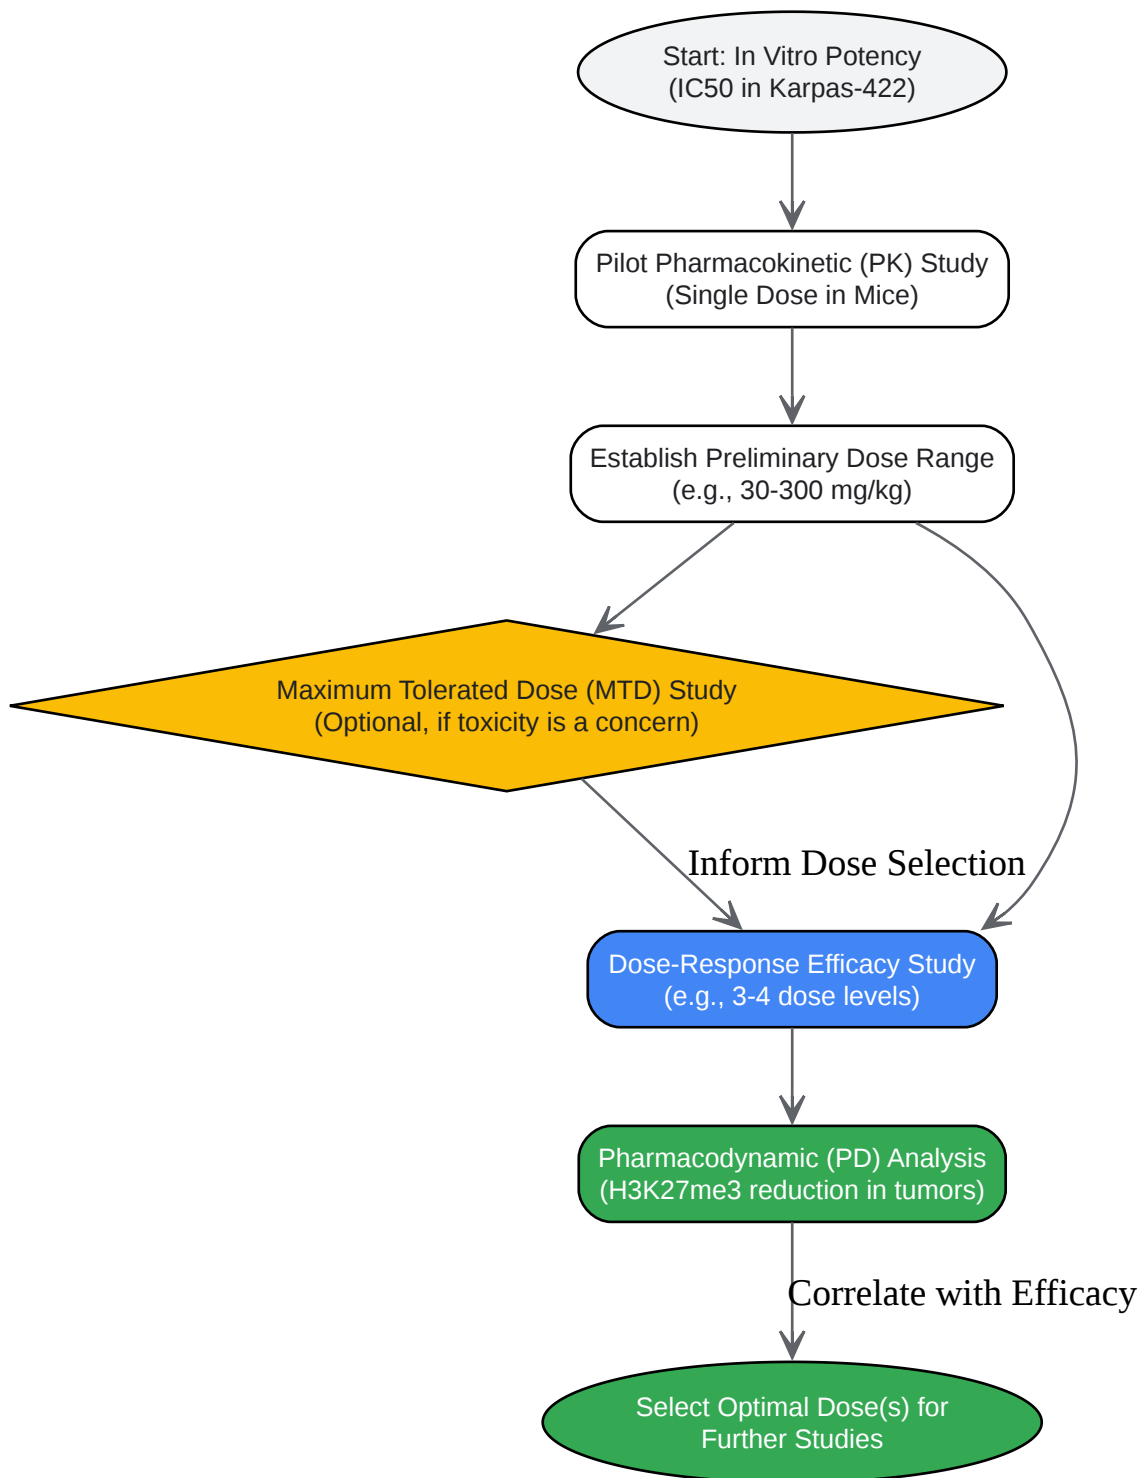 Start: In Vitro Potency
(IC50 in Karpas-422)
Pilot Pharmacokinetic (PK) Study
(Single Dose in Mice)
Establish Preliminary Dose Range
(e.g., 30-300 mg/kg)
Maximum Tolerated Dose (MTD) Study
(Optional, if toxicity is a concern)
Inform Dose Selection
Dose-Response Efficacy Study
(e.g., 3-4 dose levels)
Pharmacodynamic (PD) Analysis
(H3K27me3 reduction in tumors)
Correlate with Efficacy
Select Optimal Dose(s) for
Further Studies